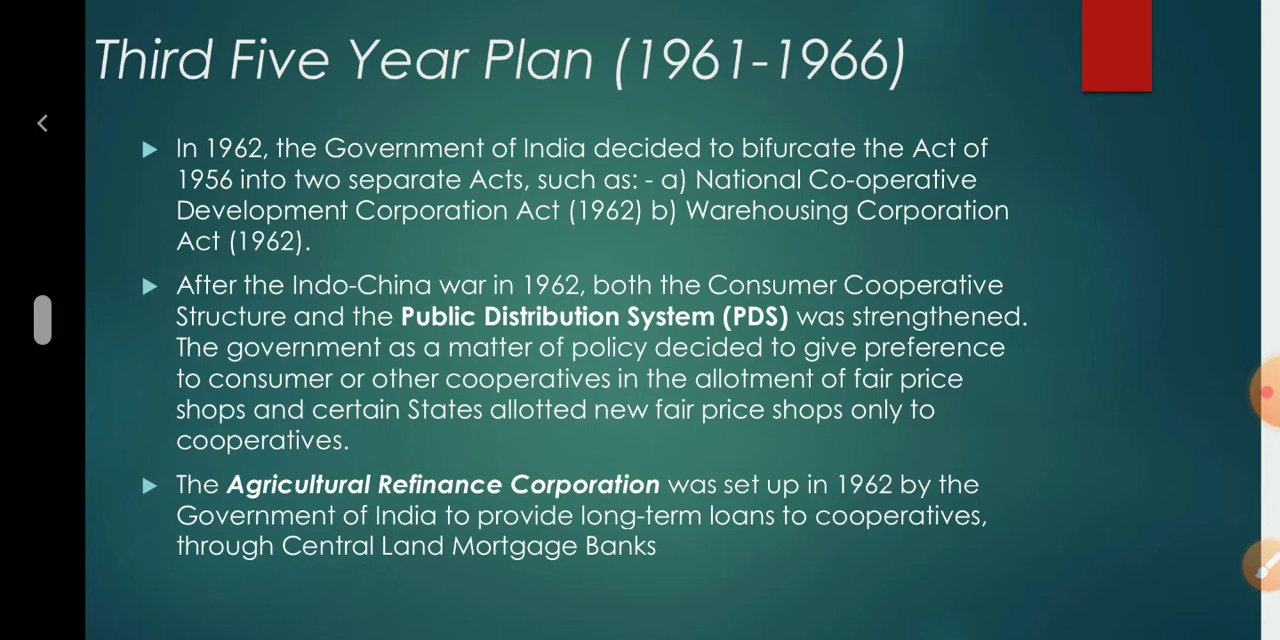 Third Five Year Plan (1961-1966)
In 1962, the Government of India decided to bifurcate the Act of
1956 into two separate Acts, such as: - a) National Co-operative
Development Corporation Act (1962) b) Warehousing Corporation
Act (1962).
After the Indo-China war in 1962, both the Consumer Cooperative
Structure and the Public Distribution System (PDS) was strengthened.
The government as a matter of policy decided to give preference
to consumer or other cooperatives in the allotment of fair price
shops and certain States allotted new fair price shops only to
cooperatives.
The Agricultural Refinance Corporation was set up in 1962 by the
Government of India to provide long-term loans to cooperatives,
through Central Land Mortgage Banks